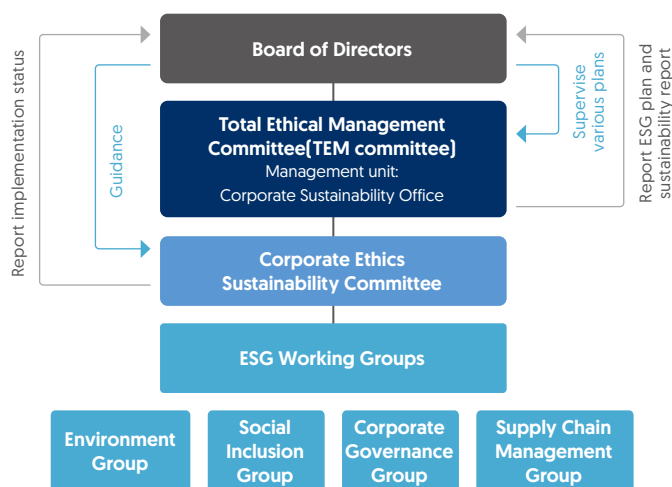 Board of Directors
Report implementation status
Guidance
Supervise
various plans
Report ESG plan and
sustainability report
Total Ethical Management
Committee(TEM committee)
Management unit:
Corporate Sustainability Office
Corporate Ethics
Sustainability Committee
ESG Working Groups
Environment
Group
Social
Inclusion
Group
Corporate
Governance
Group
Supply Chain
Management
Group